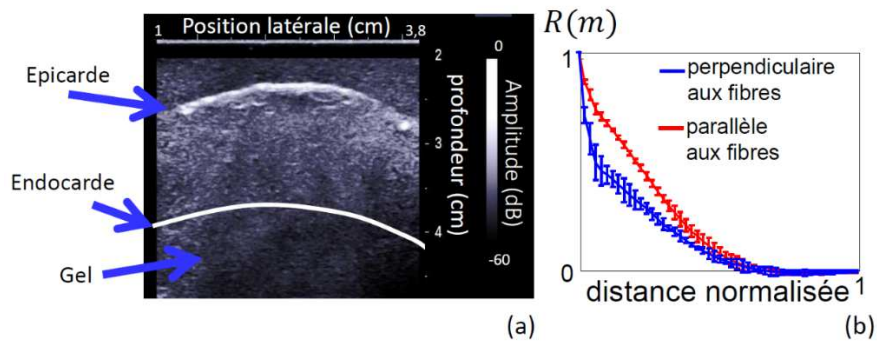 Position latérale (cm)
1
3,8
Epicarde
Endocarde
Gel
2
3
4
profondeur (cm)
0
Amplitude (dB)
-60
(a)
R(m)
1
perpendiculaire
aux fibres
parallèle
aux fibres
0
distance normalisée
1
(b)